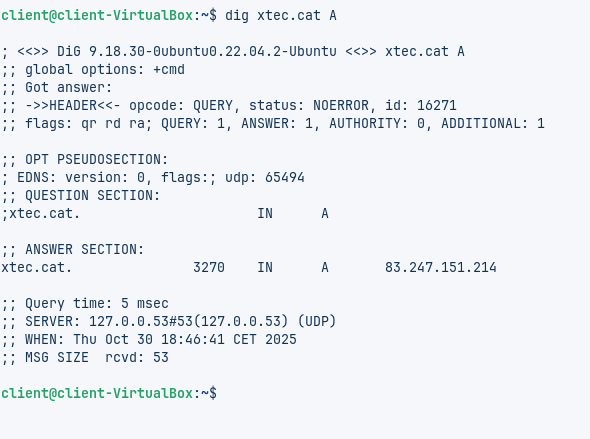 client@client-VirtualBox:~$ dig xtec.cat A
; <<>> DiG 9.18.30-0ubuntu0.22.04.2-Ubuntu <<>> xtec.cat A
;; global options: +cmd
;; Got answer:
;; ->>HEADER<<- opcode: QUERY, status: NOERROR, id: 16271
;; flags: qr rd ra; QUERY: 1, ANSWER: 1, AUTHORITY: 0, ADDITIONAL: 1
;; OPT PSEUDOSECTION:
; EDNS: version: 0, flags:; udp: 65494
;; QUESTION SECTION:
;xtec.cat. IN A
;; ANSWER SECTION:
xtec.cat. 3270 IN A 83.247.151.214
;; Query time: 5 msec
;; SERVER: 127.0.0.53#53(127.0.0.53) (UDP)
;; WHEN: Thu Oct 30 18:46:41 CET 2025
;; MSG SIZE  rcvd: 53
client@client-VirtualBox:~$